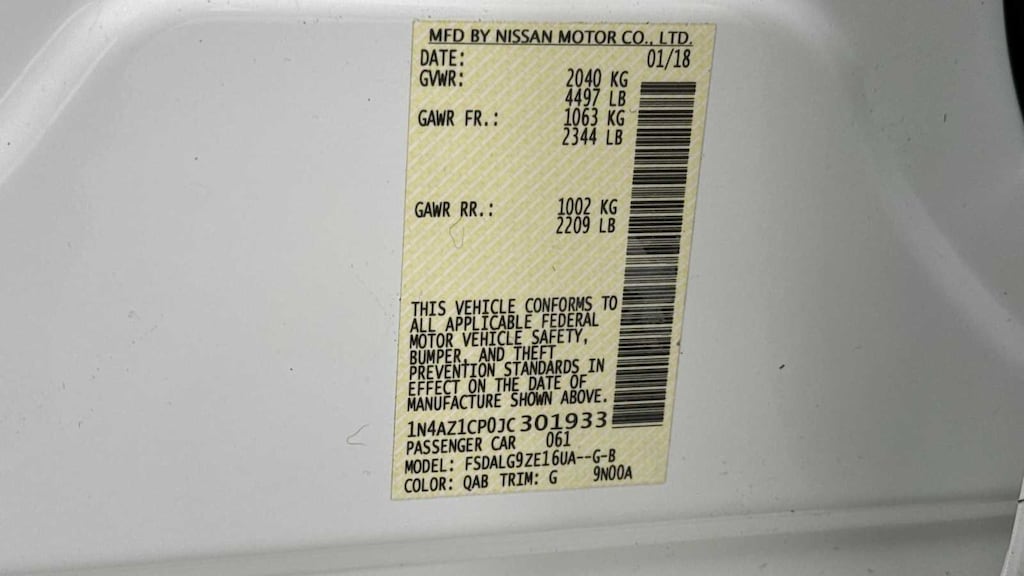 MFD BY NISSAN MOTOR CO., LTD.
DATE: 01/18
GVWR: 2040 KG
4497 LB
GAWR FR.: 1063 KG
2344 LB
GAWR RR.: 1002 KG
2209 LB
THIS VEHICLE CONFORMS TO
ALL APPLICABLE FEDERAL
MOTOR VEHICLE SAFETY,
BUMPER, AND THEFT
PREVENTION STANDARDS IN
EFFECT ON THE DATE OF
MANUFACTURE SHOWN ABOVE.
1N4AZ1CP0JC301933
PASSENGER CAR 061
MODEL: FSDALG9ZE16UA--G-B
COLOR: QAB TRIM: G 9N00A